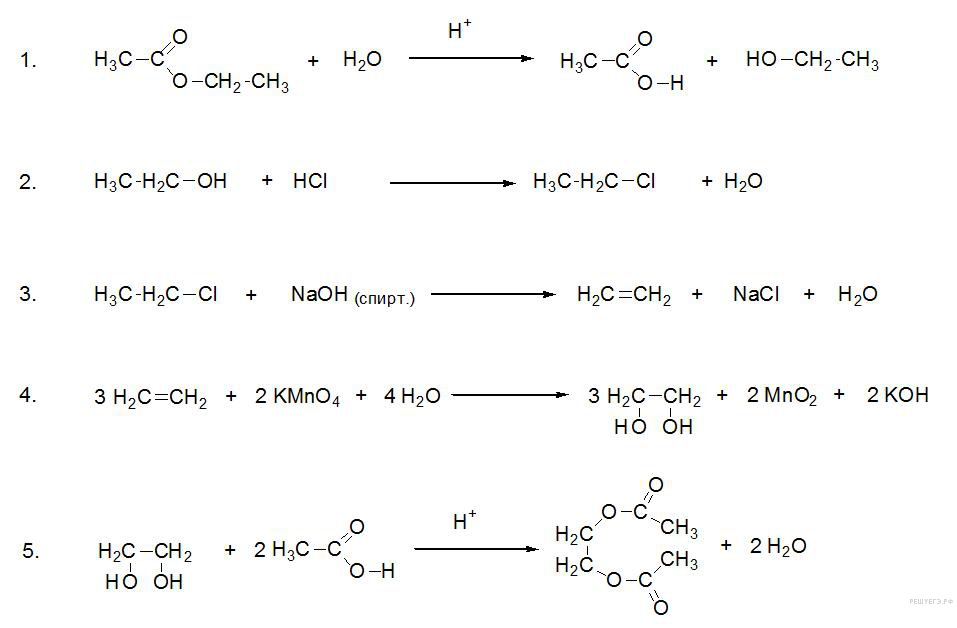 1. H₃C–C(=O)–O–CH₂-CH₃ + H₂O H⁺ → H₃C–C(=O)–O–H + HO–CH₂-CH₃
2. H₃C-H₂C–OH + HCl → H₃C-H₂C–Cl + H₂O
3. H₃C-H₂C–Cl + NaOH (спирт.) → H₂C=CH₂ + NaCl + H₂O
4. 3 H₂C=CH₂ + 2 KMnO₄ + 4 H₂O → 3 H₂C–CH₂ + 2 MnO₂ + 2 KOH
HO OH
O
O–C
5. H₂C–CH₂ + 2 H₃C–C(=O)–O–H H⁺ → H₂C CH₃ + 2 H₂O
HO OH H₂C CH₃
O–C
O
РЕШУЕГЭ.РФ